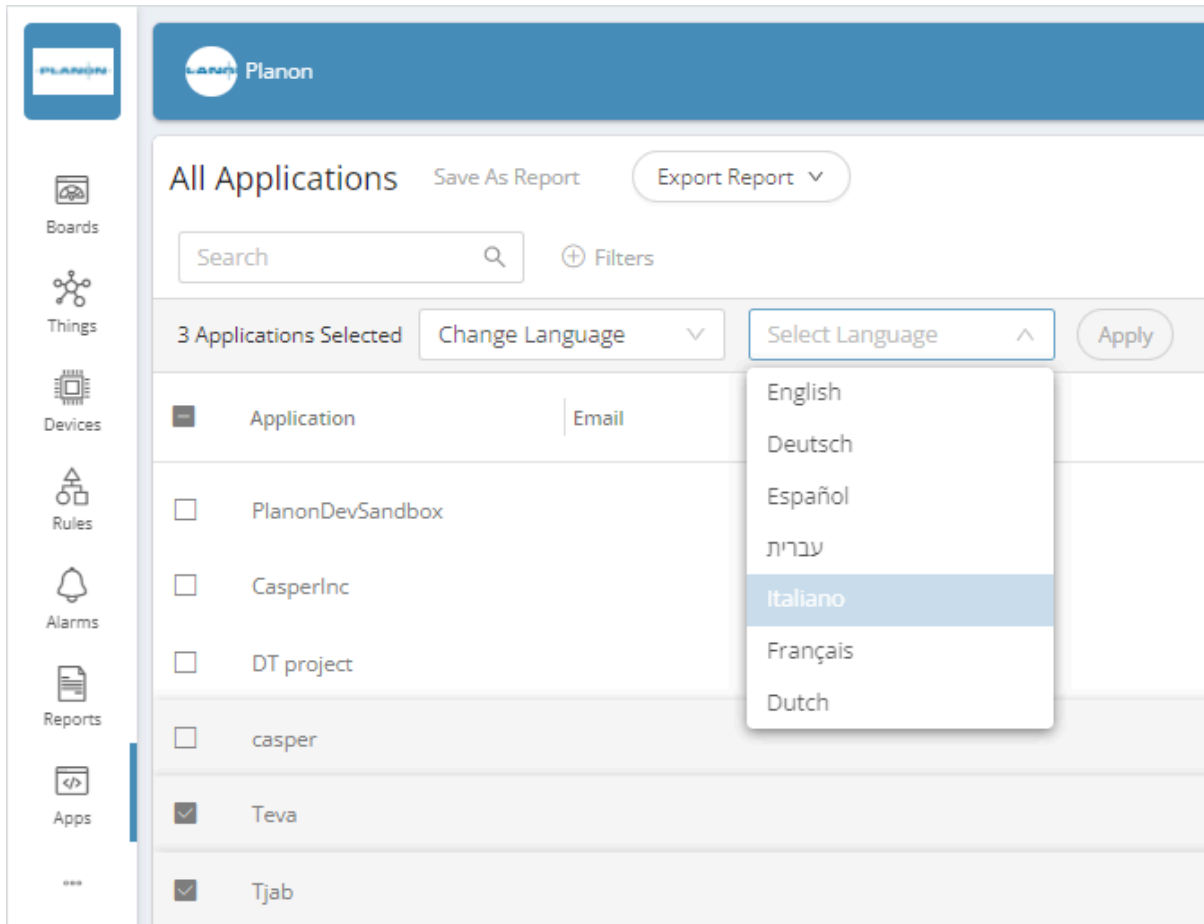 PLANON
Planon
All Applications Save As Report Export Report
Search Filters
3 Applications Selected Change Language Select Language Apply
Application Email
English
Deutsch
Español
עברית
Italiano
Français
Dutch
PlanonDevSandbox
CasperInc
DT project
casper
Teva
Tjab
Boards
Things
Devices
Rules
Alarms
Reports
Apps